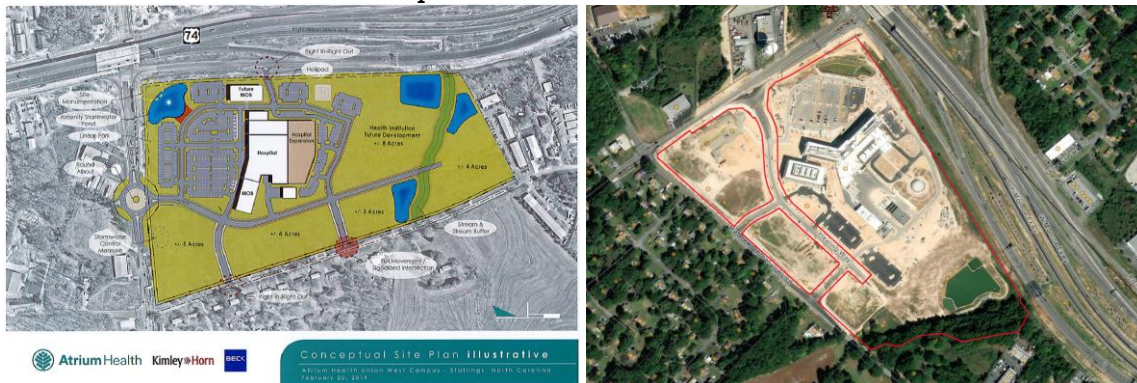 74
Right In-Right Out
Helipad
Future
MOB
Site
Monumentation
Amenity Stormwater
Pond
Linear Park
Round
About
Hospital
Expansion
Hospital
MOB
Health Institution
Future Development
+/- 8 Acres
+/- 4 Acres
+/- 5 Acres
+/- 6 Acres
Stormwater
Control
Measure
Stream &
Stream Buffer
Full Movement /
Signalized Intersection
Right In-Right Out
Atrium Health
Kimley»Horn
BECK
Conceptual Site Plan illustrative
Atrium Health Union West Campus - Stallings, North Carolina
February 20, 2019